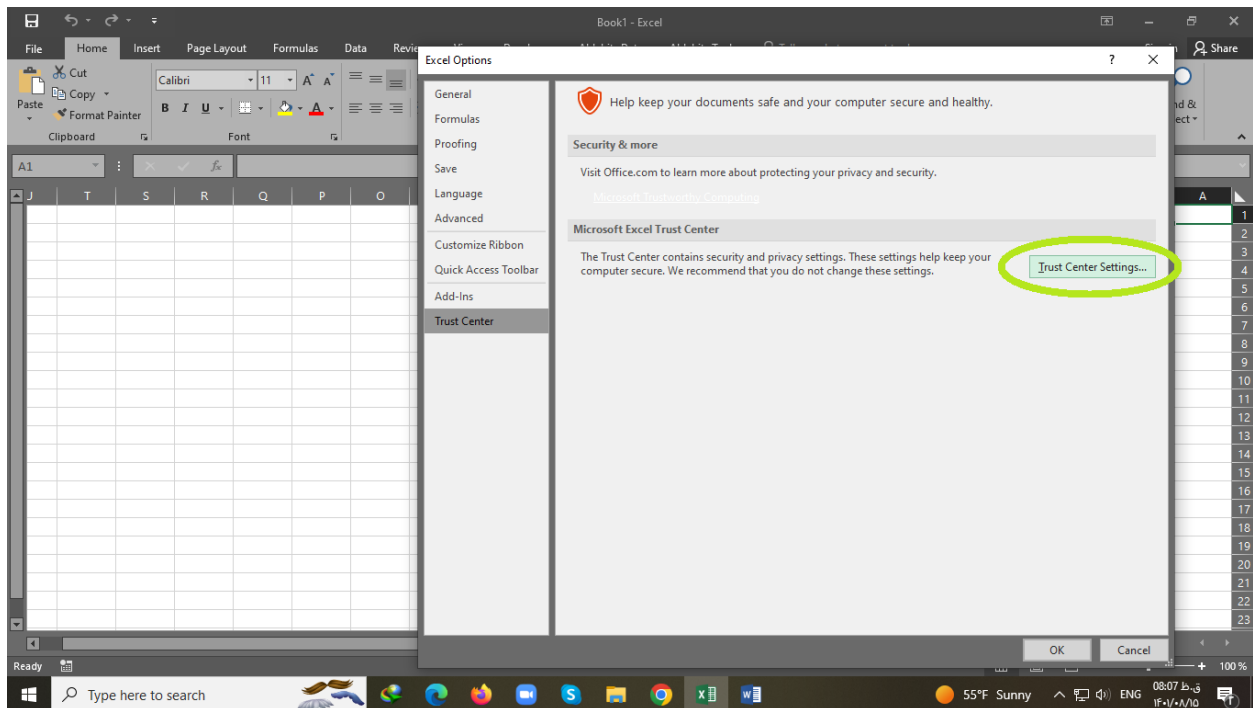 Book1 - Excel
File Home Insert Page Layout Formulas Data Share
Cut
Copy
Format Painter
Paste
Calibri 11
B I U
Clipboard Font
A1 fx
Excel Options
General
Formulas
Proofing
Save
Language
Advanced
Customize Ribbon
Quick Access Toolbar
Add-Ins
Trust Center
Help keep your documents safe and your computer secure and healthy.
Security & more
Visit Office.com to learn more about protecting your privacy and security.
Microsoft Trustworthy Computing
Microsoft Excel Trust Center
The Trust Center contains security and privacy settings. These settings help keep your
computer secure. We recommend that you do not change these settings.
Trust Center Settings...
OK Cancel
J T S R Q P O A
1
2
3
4
5
6
7
8
9
10
11
12
13
14
15
16
17
18
19
20
21
22
23
Ready 100 %
Type here to search
55°F Sunny ENG
08:07 ق.ظ
۱۴۰۱/۰۸/۱۵